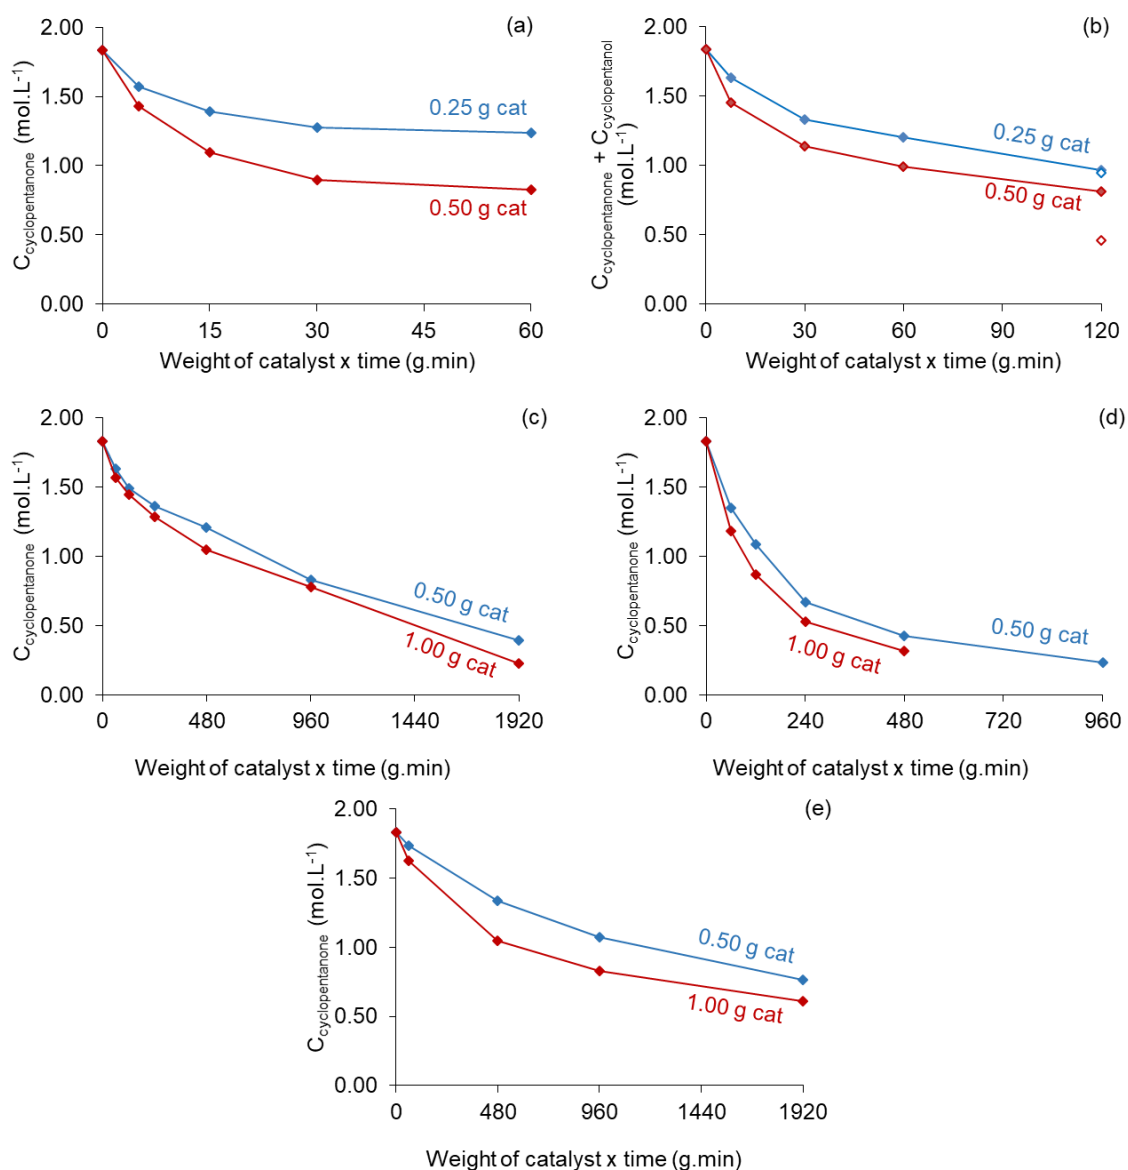 (a)
2.00
1.50
1.00
0.50
0.00
C cyclopentanone (mol.L-1)
0.25 g cat
0.50 g cat
0 15 30 45 60
Weight of catalyst x time (g.min)
(b)
2.00
1.50
1.00
0.50
0.00
C cyclopentanone + C cyclopentanol
(mol.L-1)
0.25 g cat
0.50 g cat
0 30 60 90 120
Weight of catalyst x time (g.min)
(c)
2.00
1.50
1.00
0.50
0.00
C cyclopentanone (mol.L-1)
0.50 g cat
1.00 g cat
0 480 960 1440 1920
Weight of catalyst x time (g.min)
(d)
2.00
1.50
1.00
0.50
0.00
C cyclopentanone (mol.L-1)
0.50 g cat
1.00 g cat
0 240 480 720 960
Weight of catalyst x time (g.min)
(e)
2.00
1.50
1.00
0.50
0.00
C cyclopentanone (mol.L-1)
0.50 g cat
1.00 g cat
0 480 960 1440 1920
Weight of catalyst x time (g.min)